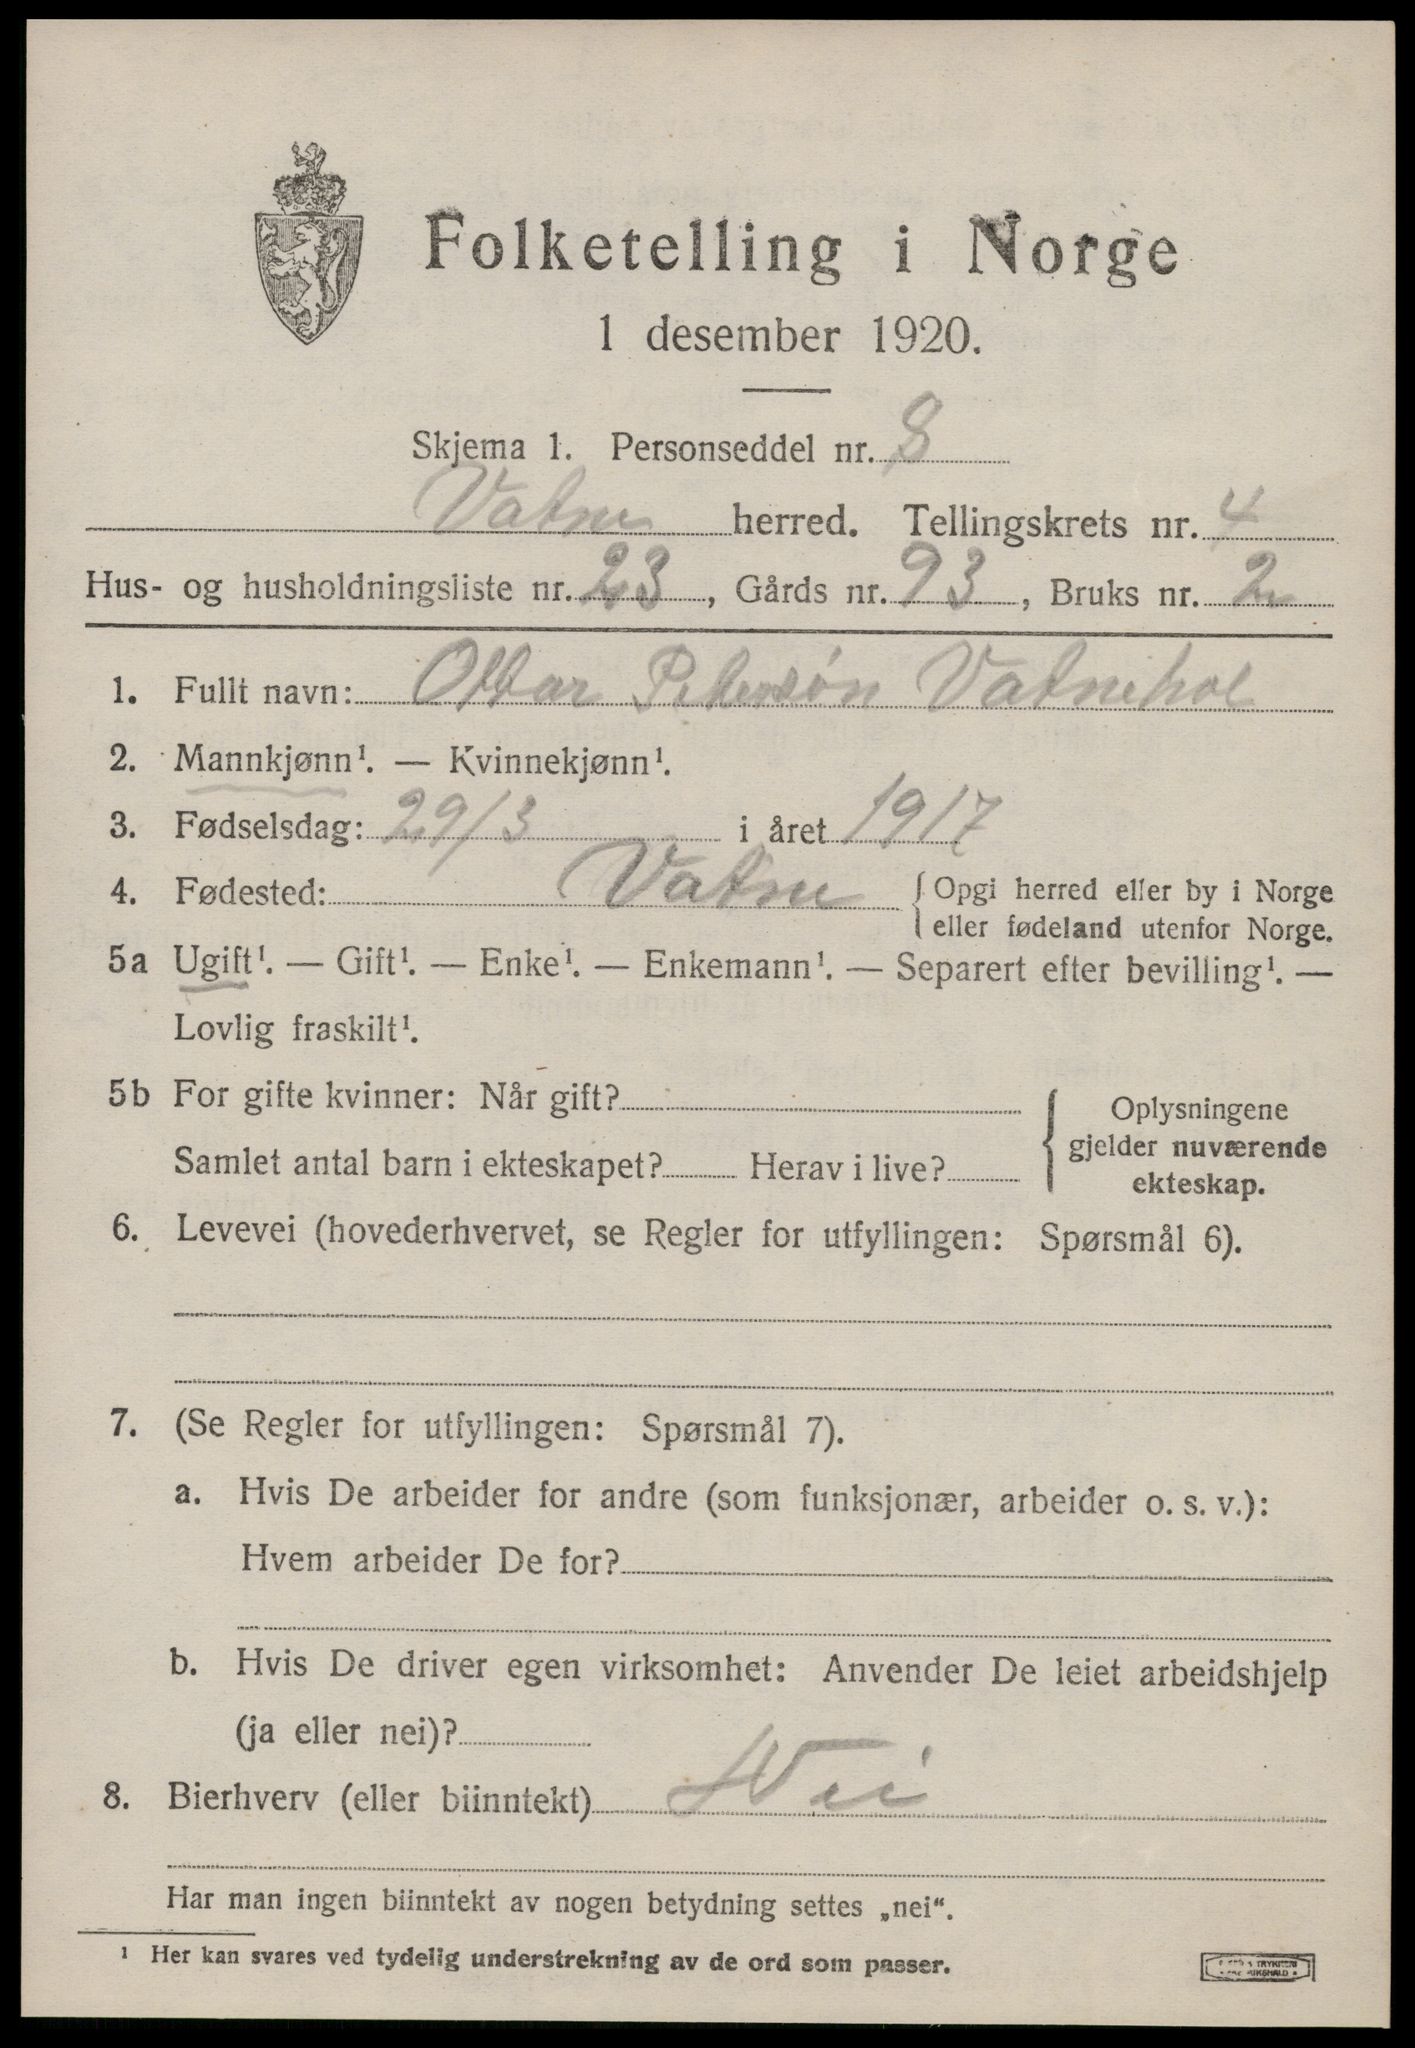 Folketelling i Norge
1 desember 1920.
Skjema 1. Personseddel nr. 8
Vatne herred. Tellingskrets nr. 4
Hus- og husholdningsliste nr. 23, Gårds nr. 93, Bruks nr. 2
1. Fullt navn: Ottar Petersøn Vatnehol
2. Mannkjønn¹. — Kvinnekjønn¹.
3. Fødselsdag: 29/3 i året 1917
4. Fødested: Vatne { Opgi herred eller by i Norge
eller fødeland utenfor Norge.
5a Ugift¹. — Gift¹. — Enke¹. — Enkemann¹. — Separert efter bevilling¹. —
Lovlig fraskilt¹.
5b For gifte kvinner: Når gift?
Samlet antal barn i ekteskapet? Herav i live?
{ Oplysningene
gjelder nuværende
ekteskap.
6. Levevei (hovederhvervet, se Regler for utfyllingen: Spørsmål 6).
7. (Se Regler for utfyllingen: Spørsmål 7).
a. Hvis De arbeider for andre (som funksjonær, arbeider o. s. v.):
Hvem arbeider De for?
b. Hvis De driver egen virksomhet: Anvender De leiet arbeidshjelp
(ja eller nei)?
8. Bierhverv (eller biinntekt) Nei
Har man ingen biinntekt av nogen betydning settes „nei“.
¹ Her kan svares ved tydelig understrekning av de ord som passer.